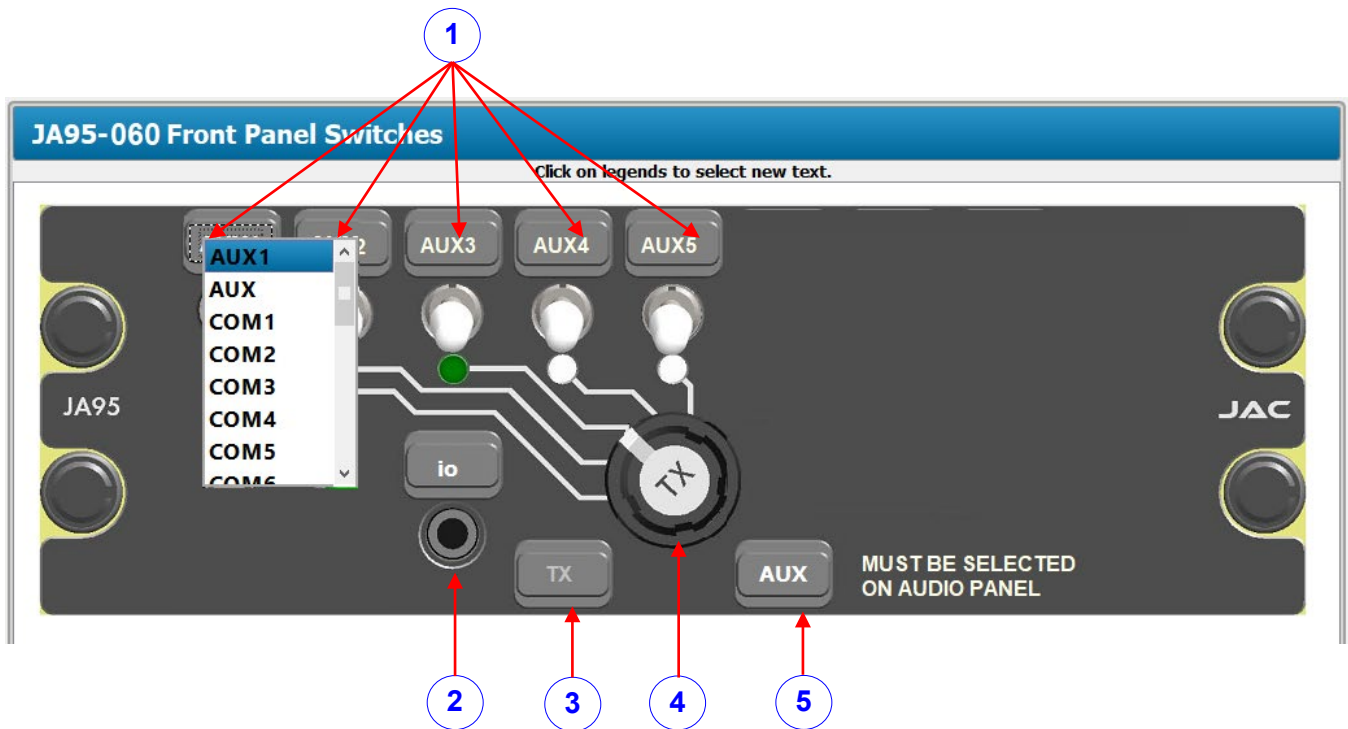 1
JA95-060 Front Panel Switches
Click on legends to select new text.
AUX3 AUX4 AUX5
AUX1
AUX
COM1
COM2
COM3
COM4
COM5
COM6
JA95
JAC
io
TX
TX
AUX
MUST BE SELECTED
ON AUDIO PANEL
2 3 4 5